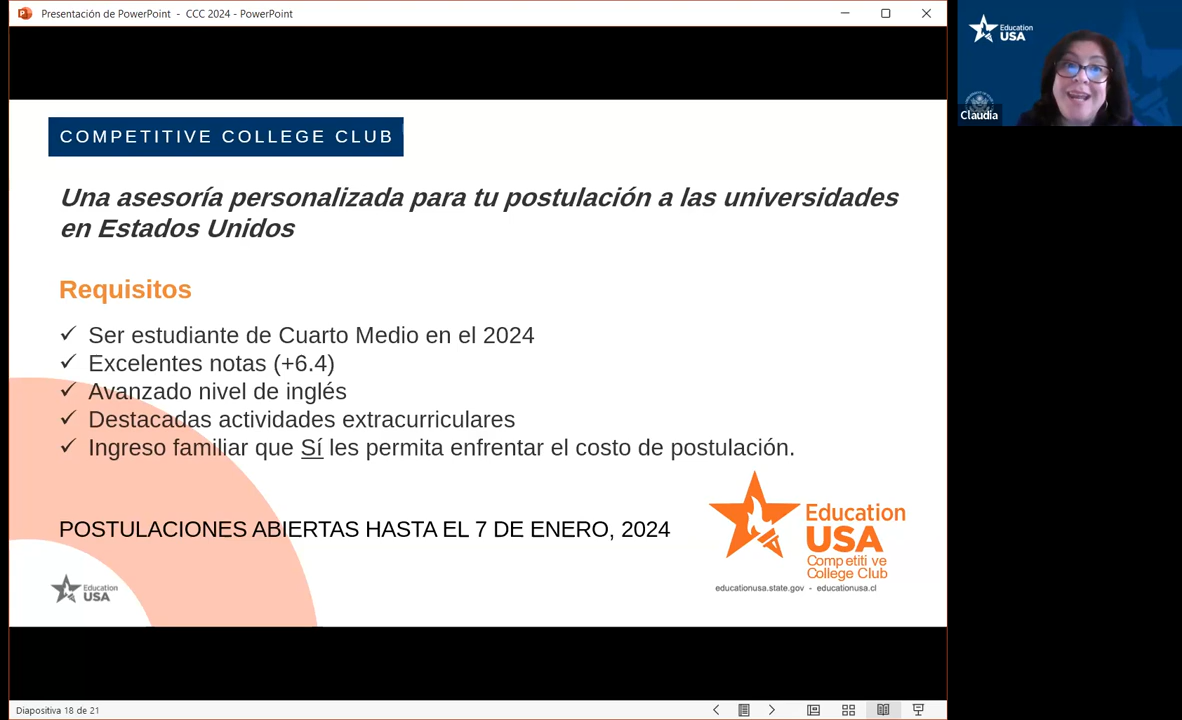 Presentación de PowerPoint - CCC 2024 - PowerPoint
Education
USA
Claudia
COMPETITIVE COLLEGE CLUB
Una asesoría personalizada para tu postulación a las universidades
en Estados Unidos
Requisitos
✓ Ser estudiante de Cuarto Medio en el 2024
✓ Excelentes notas (+6.4)
✓ Avanzado nivel de inglés
✓ Destacadas actividades extracurriculares
✓ Ingreso familiar que Sí les permita enfrentar el costo de postulación.
POSTULACIONES ABIERTAS HASTA EL 7 DE ENERO, 2024
Education
USA
Competiti ve
College Club
educationusa.state.gov - educationusa.cl
Education
USA
Diapositiva 18 de 21